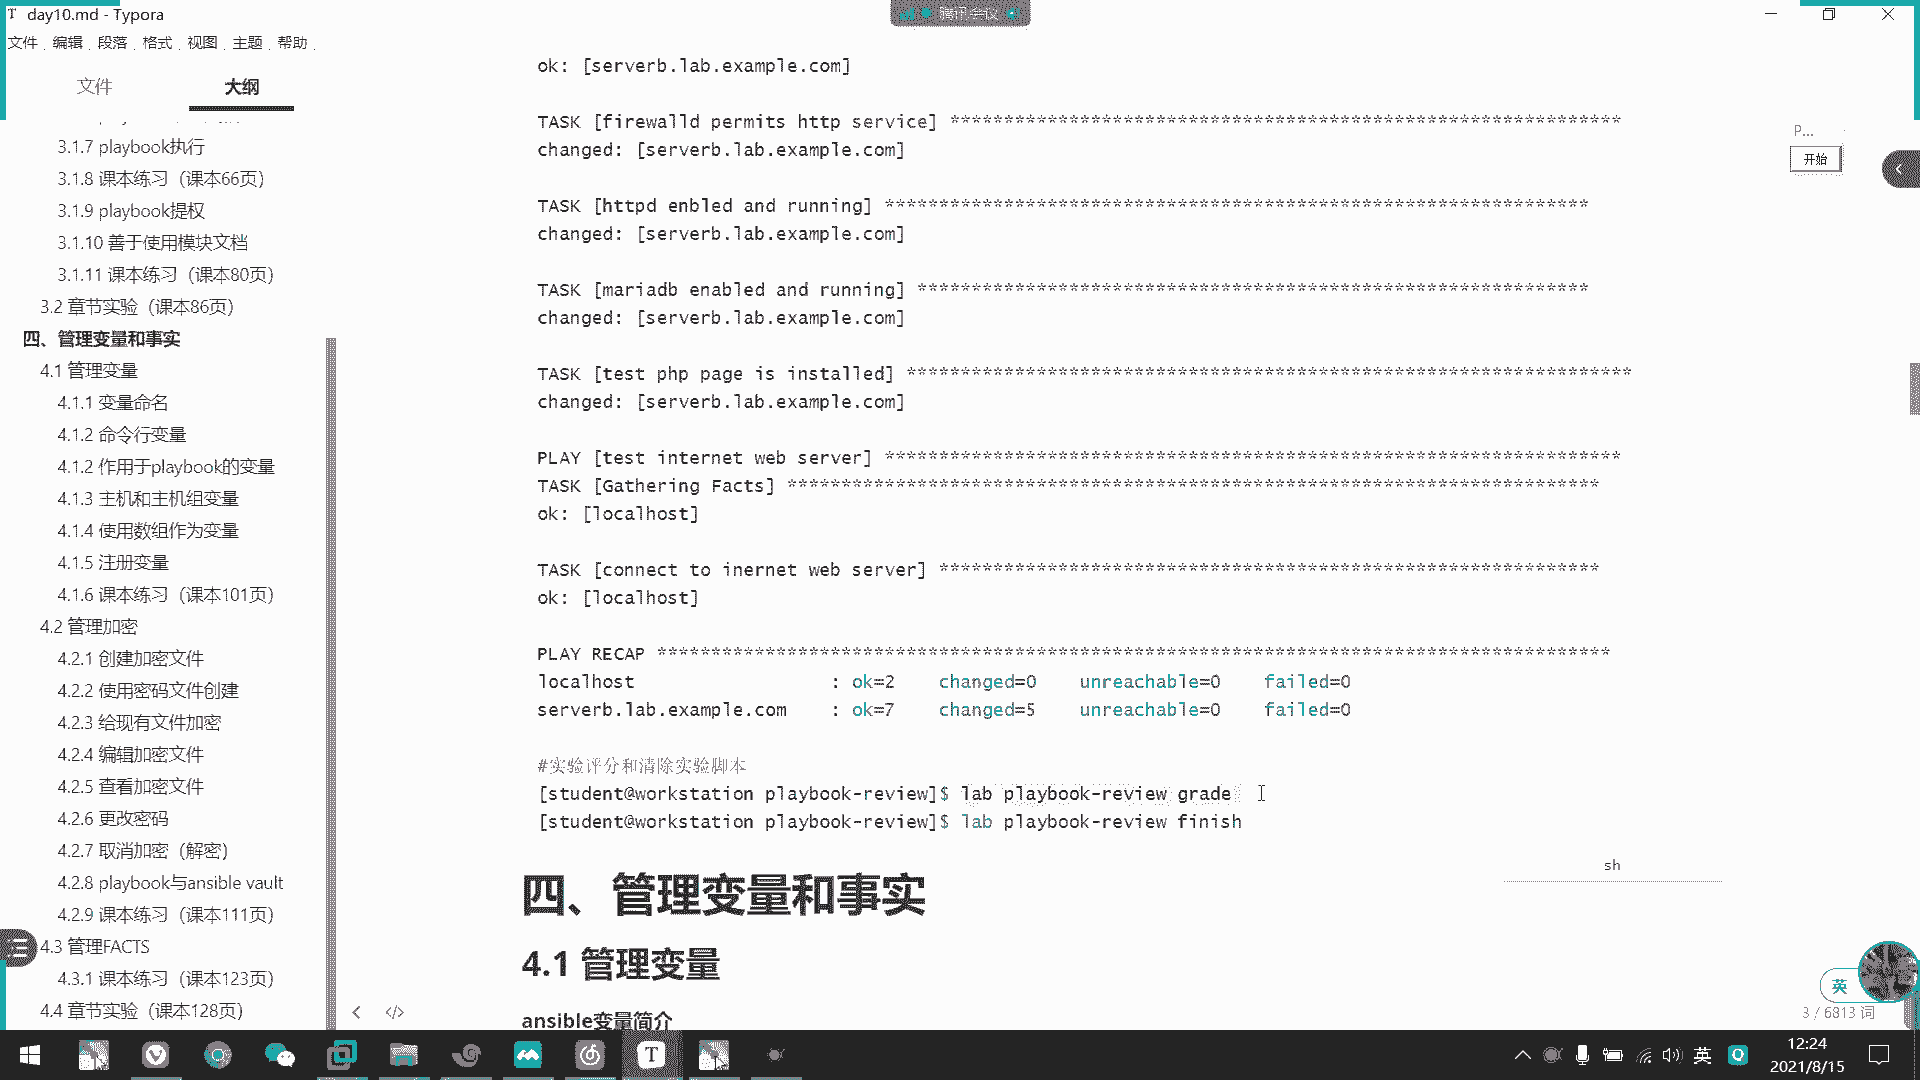 day10.md - Typora
腾讯会议
文件 编辑 段落 格式 视图 主题 帮助
文件 大纲
3.1.7 playbook执行
3.1.8 课本练习（课本66页）
3.1.9 playbook提权
3.1.10 善于使用模块文档
3.1.11 课本练习（课本80页）
3.2 章节实验（课本86页）
四、管理变量和事实
4.1 管理变量
4.1.1 变量命名
4.1.2 命令行变量
4.1.2 作用于playbook的变量
4.1.3 主机和主机组变量
4.1.4 使用数组作为变量
4.1.5 注册变量
4.1.6 课本练习（课本101页）
4.2 管理加密
4.2.1 创建加密文件
4.2.2 使用密码文件创建
4.2.3 给现有文件加密
4.2.4 编辑加密文件
4.2.5 查看加密文件
4.2.6 更改密码
4.2.7 取消加密（解密）
4.2.8 playbook与ansible vault
4.2.9 课本练习（课本111页）
4.3 管理FACTS
4.3.1 课本练习（课本123页）
4.4 章节实验（课本128页）
ok: [serverb.lab.example.com]
TASK [firewalld permits http service] **************************************************************
changed: [serverb.lab.example.com]
TASK [httpd enbled and running] *****************************************************************
changed: [serverb.lab.example.com]
TASK [mariadb enabled and running] **************************************************************
changed: [serverb.lab.example.com]
TASK [test php page is installed] *******************************************************************
changed: [serverb.lab.example.com]
PLAY [test internet web server] ********************************************************************
TASK [Gathering Facts] ***************************************************************************
ok: [localhost]
TASK [connect to inernet web server] *************************************************************
ok: [localhost]
PLAY RECAP ****************************************************************************************
localhost : ok=2 changed=0 unreachable=0 failed=0
serverb.lab.example.com : ok=7 changed=5 unreachable=0 failed=0
#实验评分和清除实验脚本
[student@workstation playbook-review]$ lab playbook-review grade
[student@workstation playbook-review]$ lab playbook-review finish
sh
四、管理变量和事实
4.1 管理变量
ansible变量简介
P...
开始
英
3 / 6813 词
英
12:24
2021/8/15